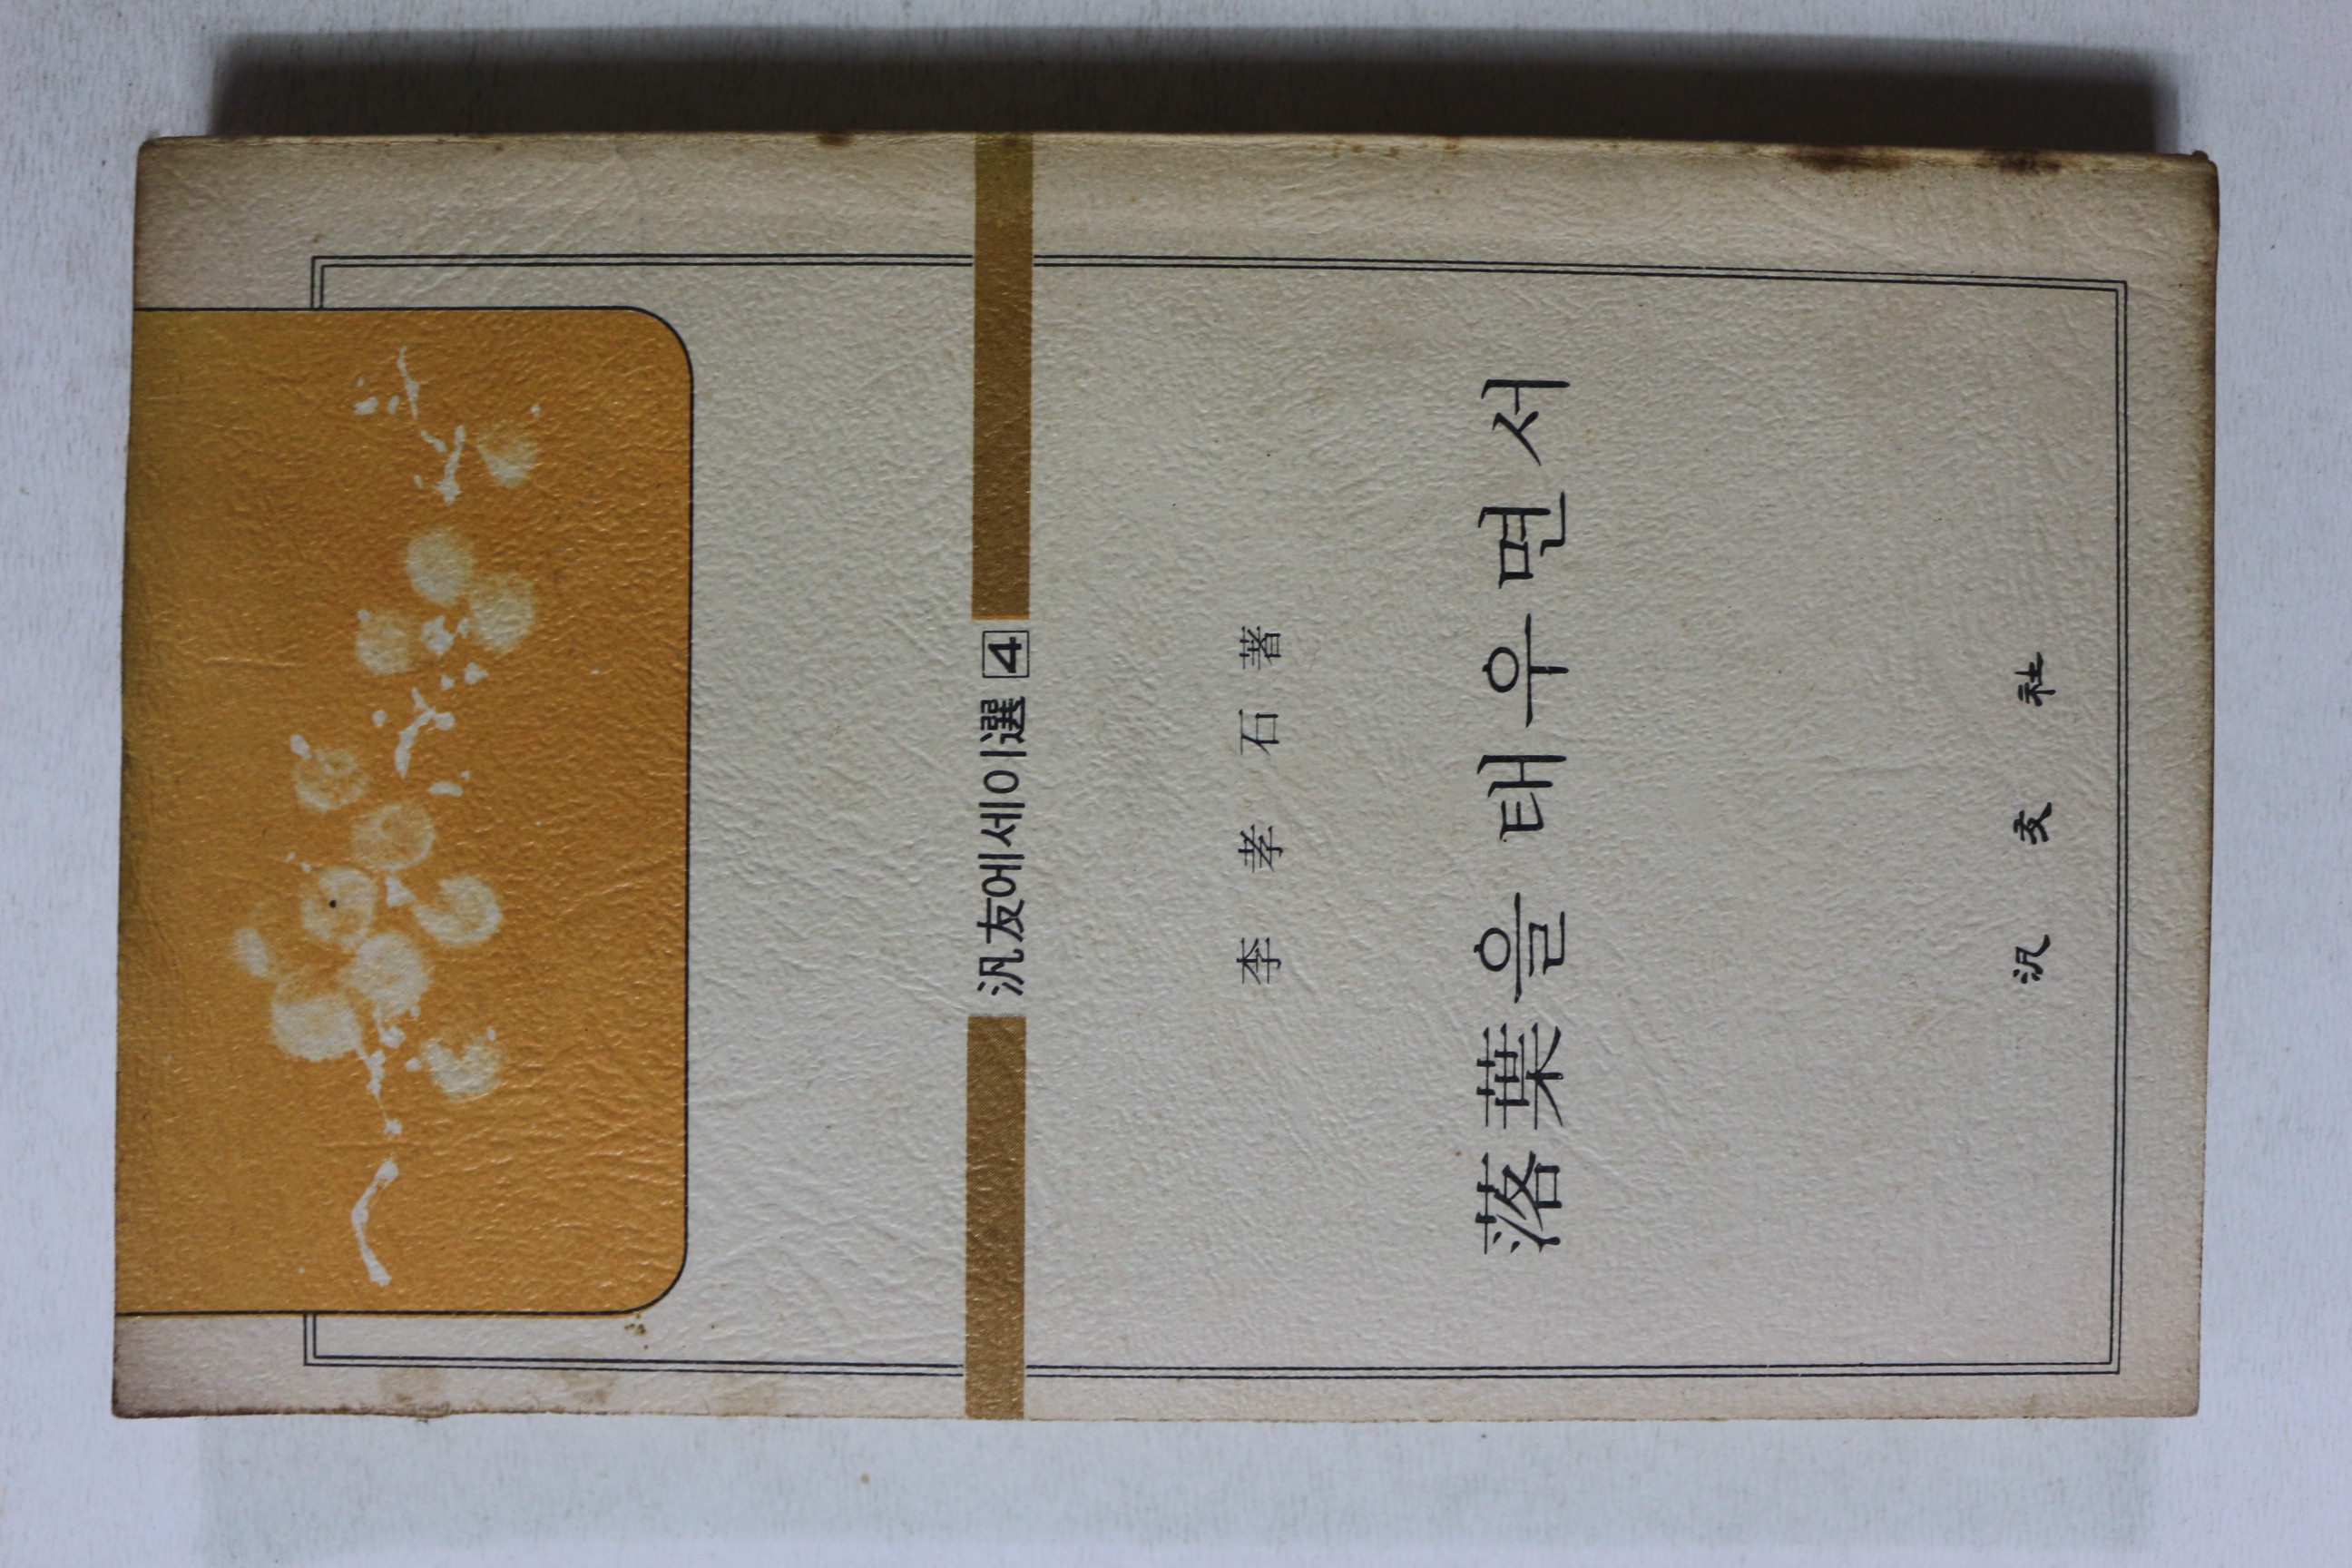 汎友에세이選 4
李孝石 著
落葉을 태우면서
汎友社